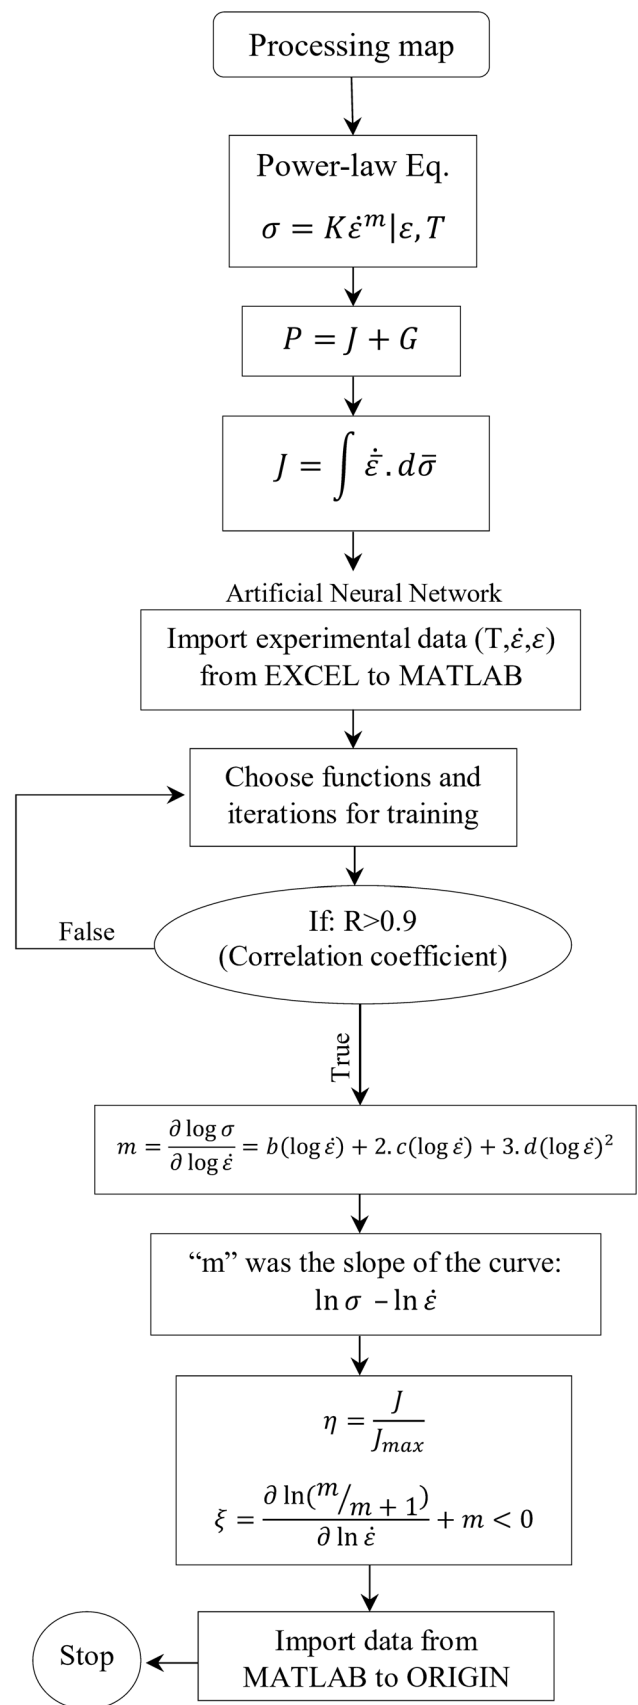 Processing map
Power-law Eq.
σ = Kε̇ᵐ|ε,T
P = J + G
J = ∫ ε̄̇ . dσ̄
Artificial Neural Network
Import experimental data (T,ε̇,ε)
from EXCEL to MATLAB
Choose functions and
iterations for training
If: R>0.9
(Correlation coefficient)
False
True
m = ∂ log σ / ∂ log ε̇ = b(log ε̇) + 2. c(log ε̇) + 3. d(log ε̇)²
“m” was the slope of the curve:
ln σ – ln ε̇
η = J / Jmax
ξ = ∂ ln(m/m + 1) / ∂ ln ε̇ + m < 0
Import data from
MATLAB to ORIGIN
Stop